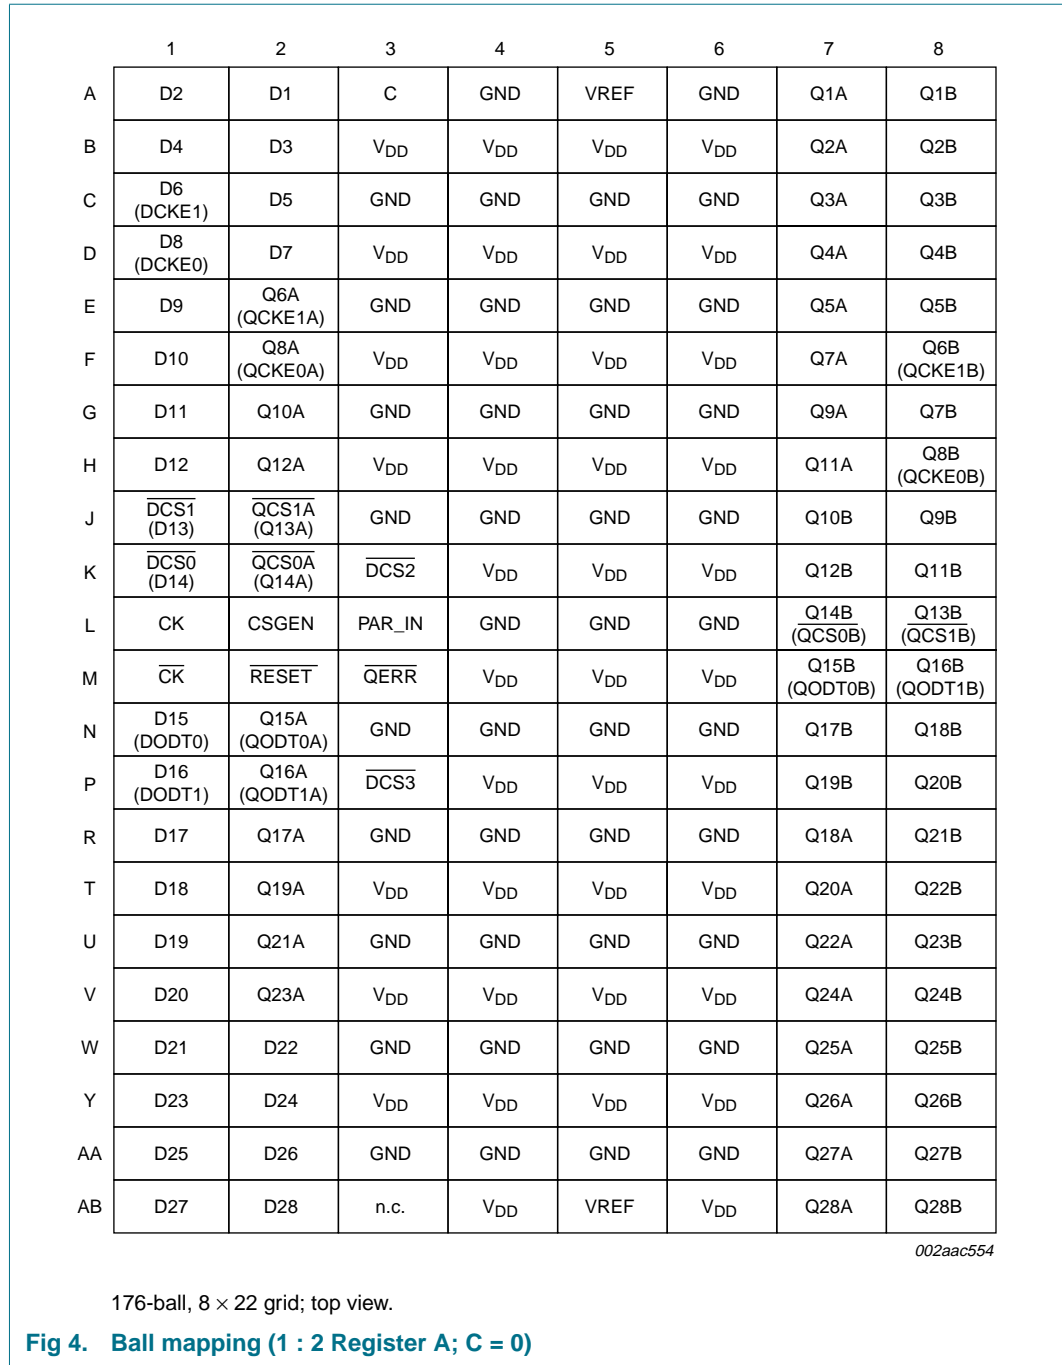 1 2 3 4 5 6 7 8
A D2 D1 C GND VREF GND Q1A Q1B
B D4 D3 VDD VDD VDD VDD Q2A Q2B
C D6 (DCKE1) D5 GND GND GND GND Q3A Q3B
D D8 (DCKE0) D7 VDD VDD VDD VDD Q4A Q4B
E D9 Q6A (QCKE1A) GND GND GND GND Q5A Q5B
F D10 Q8A (QCKE0A) VDD VDD VDD VDD Q7A Q6B (QCKE1B)
G D11 Q10A GND GND GND GND Q9A Q7B
H D12 Q12A VDD VDD VDD VDD Q11A Q8B (QCKE0B)
J DCS1 (D13) QCS1A (Q13A) GND GND GND GND Q10B Q9B
K DCS0 (D14) QCS0A (Q14A) DCS2 VDD VDD VDD Q12B Q11B
L CK CSGEN PAR_IN GND GND GND Q14B (QCS0B) Q13B (QCS1B)
M CK RESET QERR VDD VDD VDD Q15B (QODT0B) Q16B (QODT1B)
N D15 (DODT0) Q15A (QODT0A) GND GND GND GND Q17B Q18B
P D16 (DODT1) Q16A (QODT1A) DCS3 VDD VDD VDD Q19B Q20B
R D17 Q17A GND GND GND GND Q18A Q21B
T D18 Q19A VDD VDD VDD VDD Q20A Q22B
U D19 Q21A GND GND GND GND Q22A Q23B
V D20 Q23A VDD VDD VDD VDD Q24A Q24B
W D21 D22 GND GND GND GND Q25A Q25B
Y D23 D24 VDD VDD VDD VDD Q26A Q26B
AA D25 D26 GND GND GND GND Q27A Q27B
AB D27 D28 n.c. VDD VREF VDD Q28A Q28B
002aac554
176-ball, 8 × 22 grid; top view.
Fig 4. Ball mapping (1 : 2 Register A; C = 0)